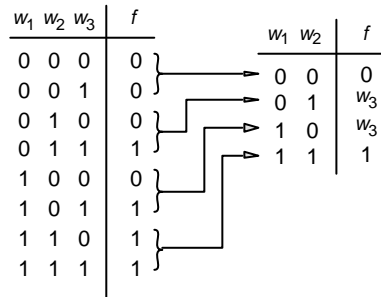 w1 w2 w3 f
0 0 0 0
0 0 1 0
0 1 0 0
0 1 1 1
1 0 0 0
1 0 1 1
1 1 0 1
1 1 1 1
w1 w2 f
0 0 0
0 1 w3
1 0 w3
1 1 1